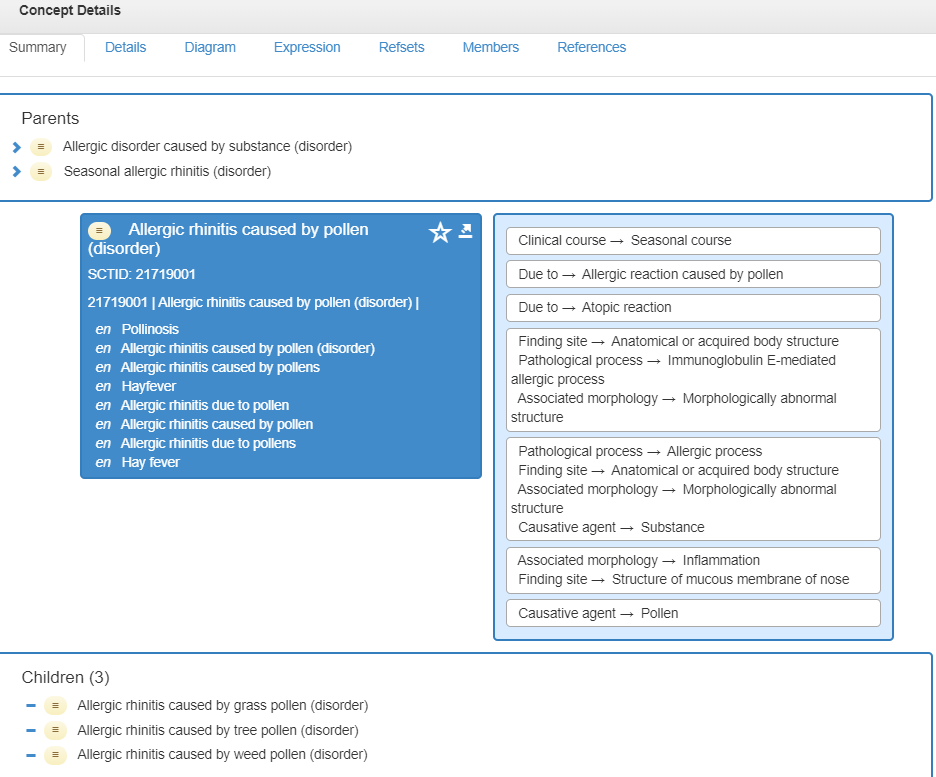 Concept Details
Summary Details Diagram Expression Refsets Members References
Parents
≡ Allergic disorder caused by substance (disorder)
≡ Seasonal allergic rhinitis (disorder)
≡ Allergic rhinitis caused by pollen
(disorder)
SCTID: 21719001
21719001 | Allergic rhinitis caused by pollen (disorder) |
en Pollinosis
en Allergic rhinitis caused by pollen (disorder)
en Allergic rhinitis caused by pollens
en Hayfever
en Allergic rhinitis due to pollen
en Allergic rhinitis caused by pollen
en Allergic rhinitis due to pollens
en Hay fever
Clinical course → Seasonal course
Due to → Allergic reaction caused by pollen
Due to → Atopic reaction
Finding site → Anatomical or acquired body structure
Pathological process → Immunoglobulin E-mediated
allergic process
Associated morphology → Morphologically abnormal
structure
Pathological process → Allergic process
Finding site → Anatomical or acquired body structure
Associated morphology → Morphologically abnormal
structure
Causative agent → Substance
Associated morphology → Inflammation
Finding site → Structure of mucous membrane of nose
Causative agent → Pollen
Children (3)
≡ Allergic rhinitis caused by grass pollen (disorder)
≡ Allergic rhinitis caused by tree pollen (disorder)
≡ Allergic rhinitis caused by weed pollen (disorder)